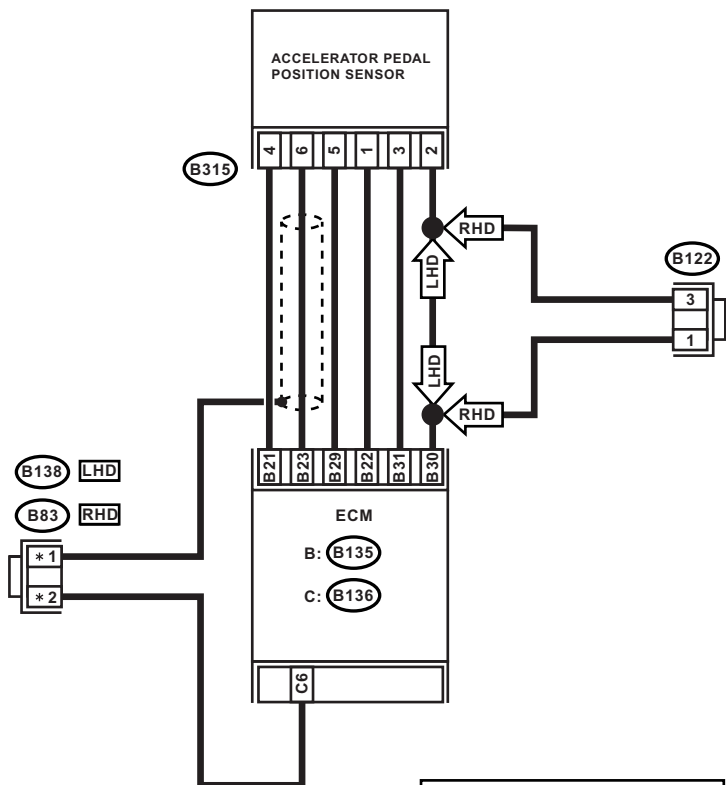 ACCELERATOR PEDAL
POSITION SENSOR
4 6 5 1 3 2
B315
RHD
LHD
B122
3
1
LHD
RHD
B21 B23 B29 B22 B31 B30
B138 LHD
B83 RHD
ECM
B: B135
C: B136
*1
*2
C6